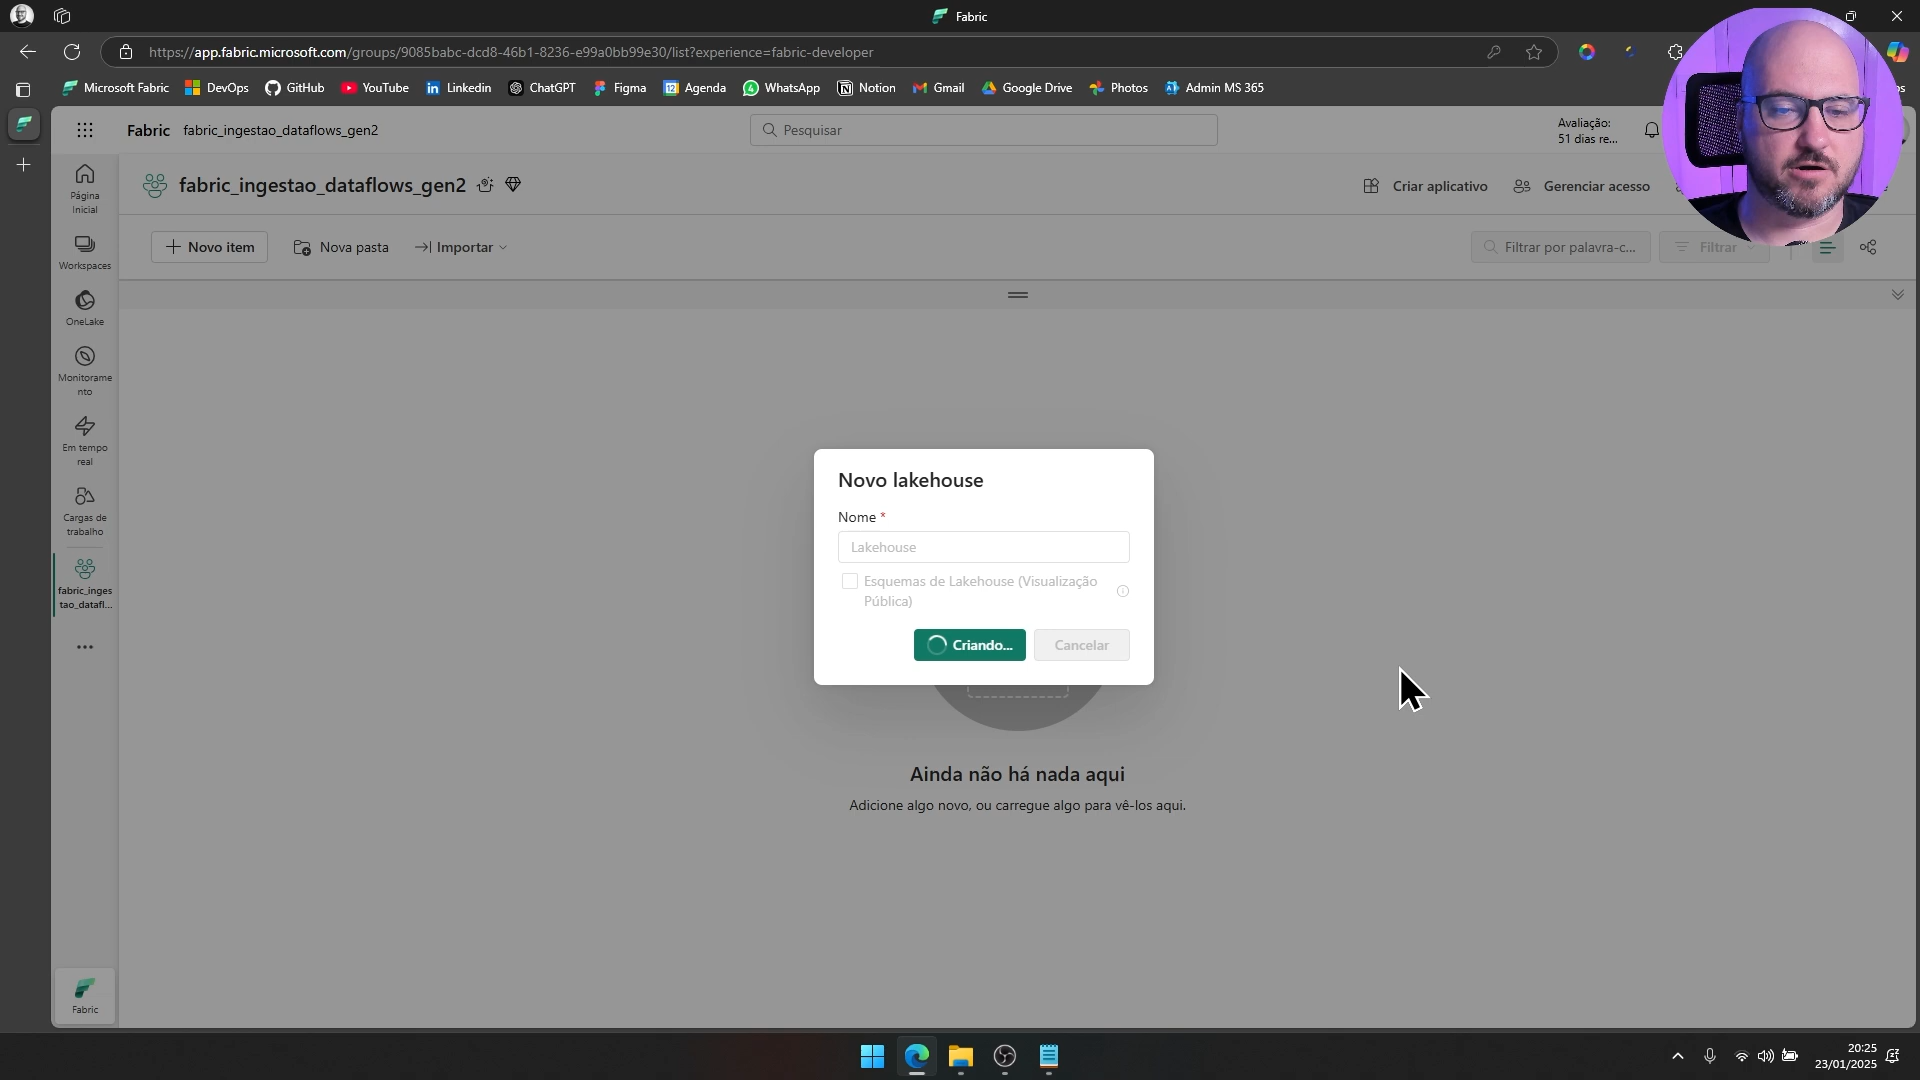 Fabric
https://app.fabric.microsoft.com/groups/9085babc-dcd8-46b1-8236-e99a0bb99e30/list?experience=fabric-developer
Microsoft Fabric
DevOps
GitHub
YouTube
Linkedin
ChatGPT
Figma
Agenda
WhatsApp
Notion
Gmail
Google Drive
Photos
Admin MS 365
Fabric
fabric_ingestao_dataflows_gen2
Pesquisar
Avaliação:
51 dias re...
Página
Inicial
Workspaces
OneLake
Monitorame
nto
Em tempo
real
Cargas de
trabalho
fabric_inges
tao_datafl...
Fabric
fabric_ingestao_dataflows_gen2
Criar aplicativo
Gerenciar acesso
Novo item
Nova pasta
Importar
Filtrar por palavra-c...
Filtrar
Novo lakehouse
Nome *
Lakehouse
Esquemas de Lakehouse (Visualização
Pública)
Criando...
Cancelar
Ainda não há nada aqui
Adicione algo novo, ou carregue algo para vê-los aqui.
20:25
23/01/2025